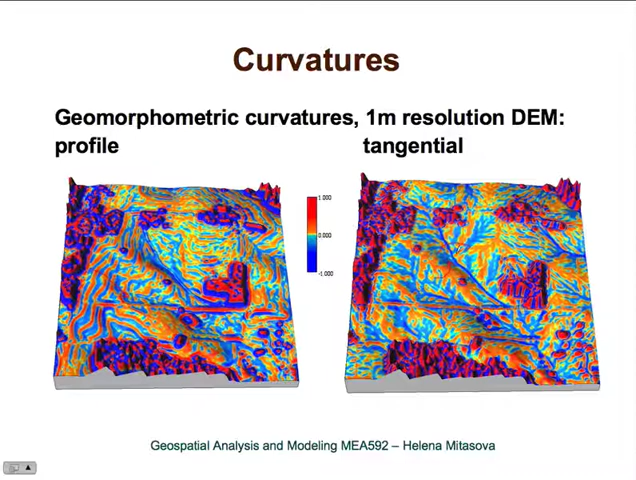 Curvatures
Geomorphometric curvatures, 1m resolution DEM:
profile tangential
1.000
0.000
-1.000
Geospatial Analysis and Modeling MEA592 – Helena Mitasova